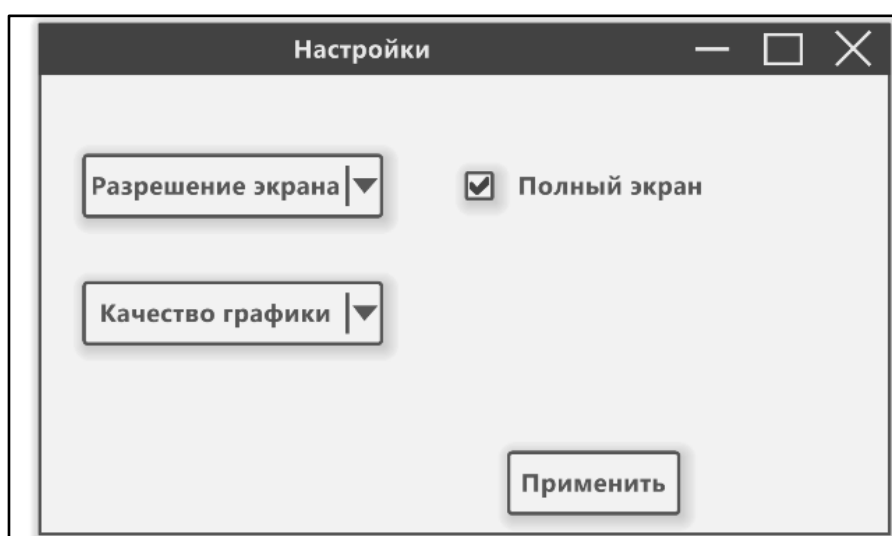 Настройки
Разрешение экрана
Полный экран
Качество графики
Применить